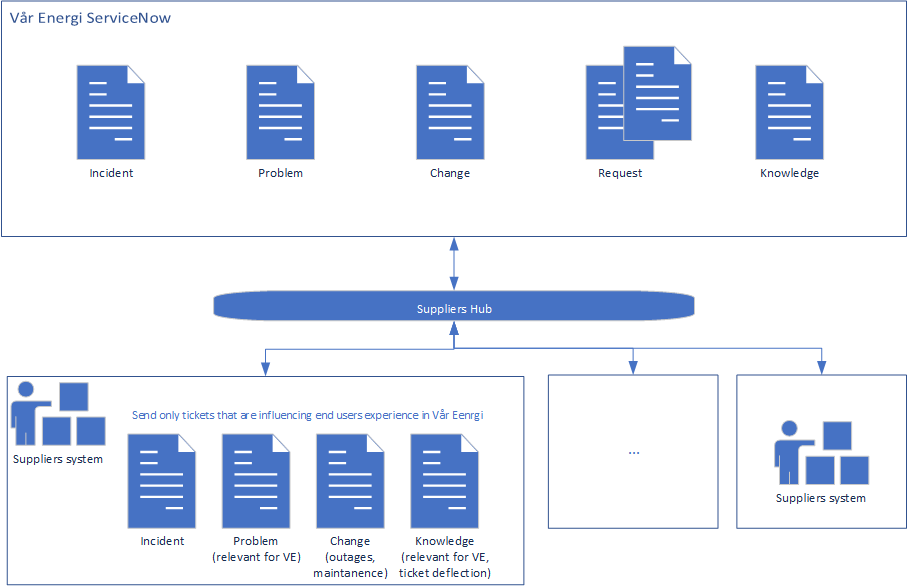 Vår Energi ServiceNow
Incident
Problem
Change
Request
Knowledge
Suppliers Hub
Send only tickets that are influencing end users experience in Vår Eenrgi
Suppliers system
Incident
Problem
(relevant for VE)
Change
(outages,
maintanence)
Knowledge
(relevant for VE,
ticket deflection)
...
Suppliers system